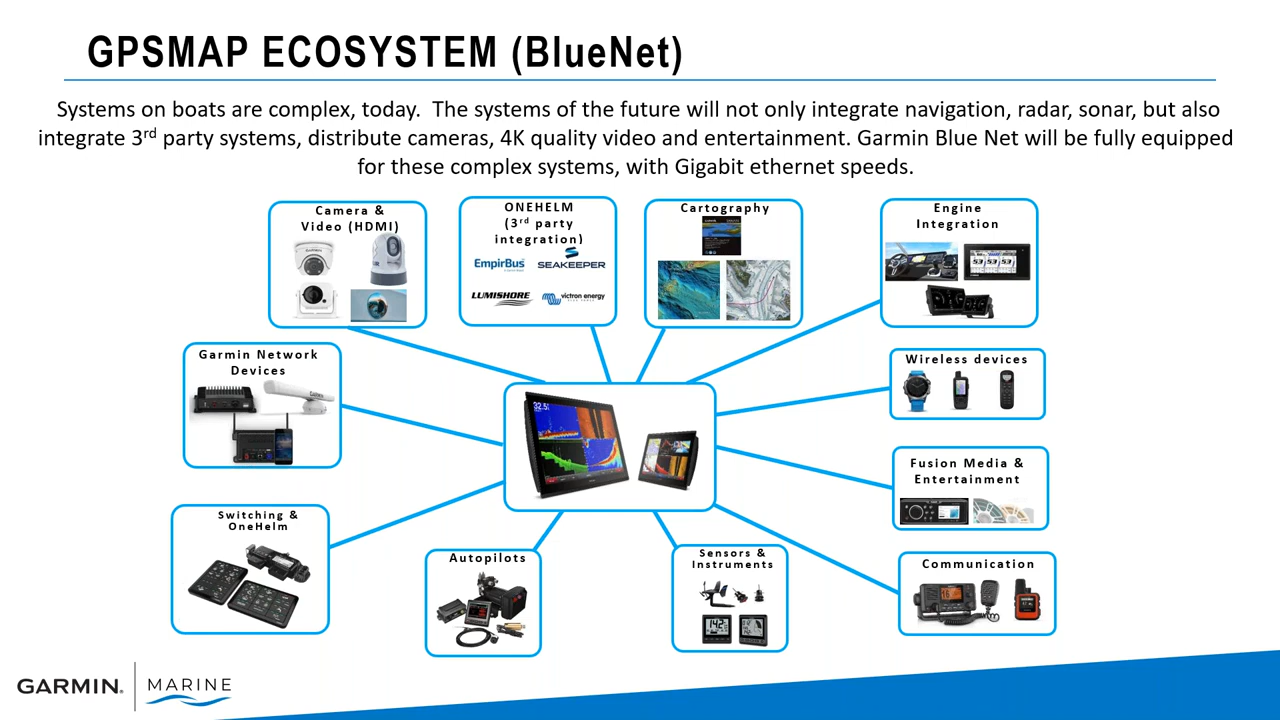 GPSMAP ECOSYSTEM (BlueNet)
Systems on boats are complex, today. The systems of the future will not only integrate navigation, radar, sonar, but also
integrate 3rd party systems, distribute cameras, 4K quality video and entertainment. Garmin Blue Net will be fully equipped
for these complex systems, with Gigabit ethernet speeds.
Camera &
Video (HDMI)
ONEHELM
(3rd party
integration)
EmpirBus
SEAKEEPER
LUMISHORE
victron energy
Cartography
Engine
Integration
Garmin Network
Devices
Wireless devices
Fusion Media &
Entertainment
Switching &
OneHelm
Autopilots
Sensors &
Instruments
Communication
GARMIN.
MARINE